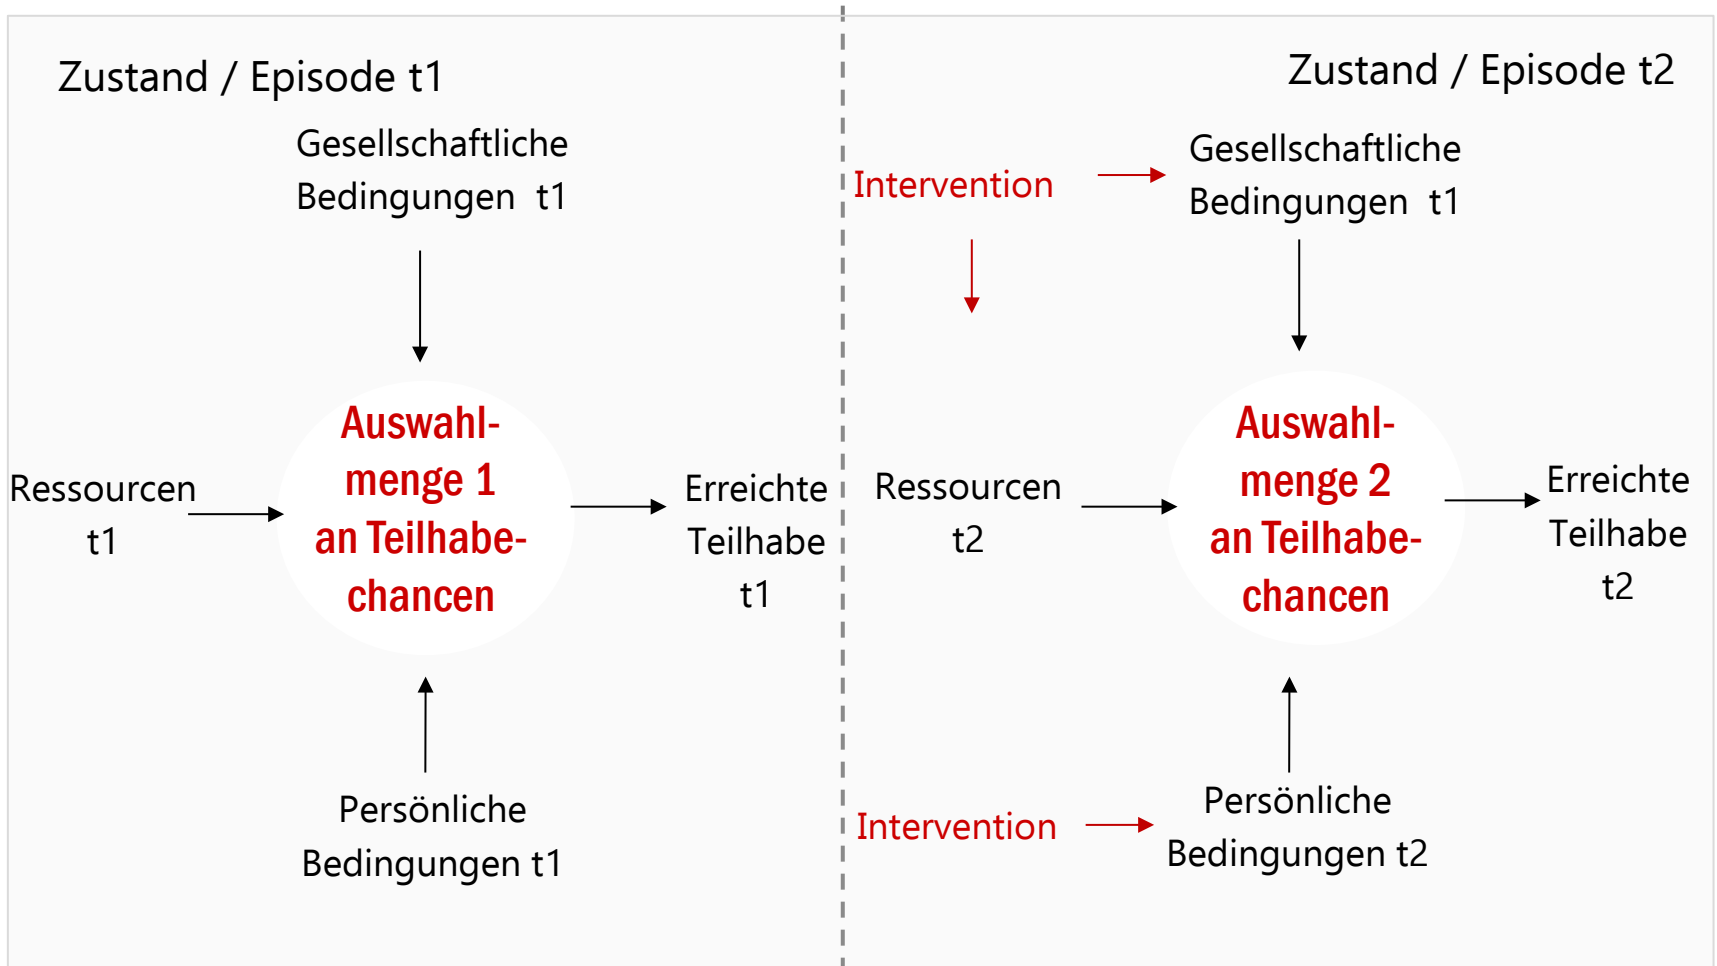 Zustand / Episode t1
Gesellschaftliche
Bedingungen t1
Ressourcen
t1
Auswahl-
menge 1
an Teilhabe-
chancen
Erreichte
Teilhabe
t1
Persönliche
Bedingungen t1
Zustand / Episode t2
Intervention
Gesellschaftliche
Bedingungen t1
Ressourcen
t2
Auswahl-
menge 2
an Teilhabe-
chancen
Erreichte
Teilhabe
t2
Intervention
Persönliche
Bedingungen t2